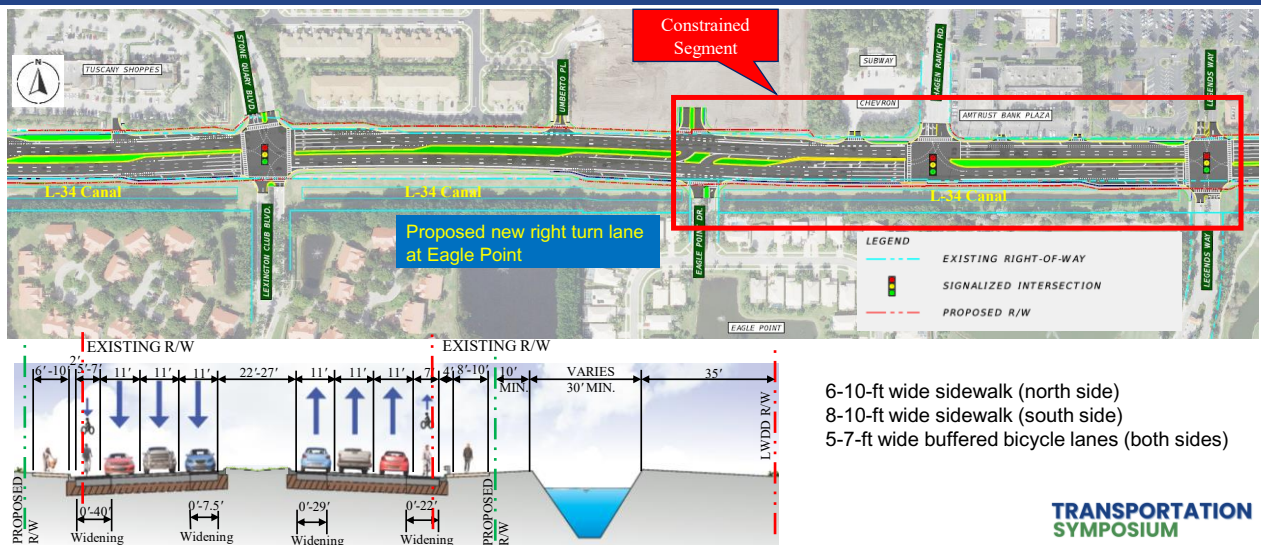 Constrained
Segment
TUSCANY SHOPPES
STONE QUARY BLVD.
UMBERTO PL.
SUBWAY
CHEVRON
HAGEN RANCH RD.
AMTRUST BANK PLAZA
LEGENDS WAY
L-34 Canal
L-34 Canal
L-34 Canal
LEXINGTON CLUB BLVD.
Proposed new right turn lane
at Eagle Point
EAGLE POINT DR.
EAGLE POINT
LEGENDS WAY
LEGEND
EXISTING RIGHT-OF-WAY
SIGNALIZED INTERSECTION
PROPOSED R/W
EXISTING R/W
EXISTING R/W
6'-10'
2'
5'-7'
11'
11'
11'
22'-27'
11'
11'
11'
7'
4'
8'-10'
10'
MIN.
VARIES
30' MIN.
35'
LWDD R/W
PROPOSED
R/W
0'-40'
Widening
0'-7.5'
Widening
0'-29'
Widening
0'-22'
Widening
PROPOSED
R/W
6-10-ft wide sidewalk (north side)
8-10-ft wide sidewalk (south side)
5-7-ft wide buffered bicycle lanes (both sides)
TRANSPORTATION
SYMPOSIUM